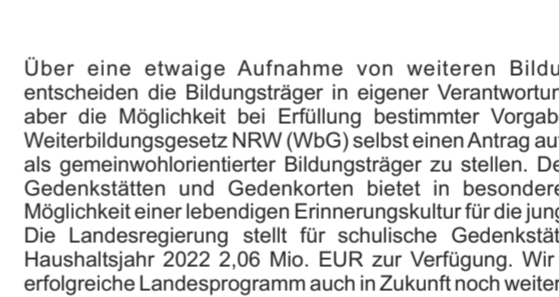 Über eine etwaige Aufnahme von weiteren
entscheiden die Bildungsträger in eigener
aber die Möglichkeit bei Erfüllung bestimmter
Weiterbildungsgesetz NRW (WbG) selbst einen Antrag
als gemeinwohlorientierter Bildungsträger zu stellen.
Gedenkstätten und Gedenkorten bietet in
Möglichkeit einer lebendigen Erinnerungskultur für die
Die Landesregierung stellt für schulische
Haushaltsjahr 2022 2,06 Mio. EUR zur Verfügung. Wir
erfolgreiche Landesprogramm auch in Zukunft noch